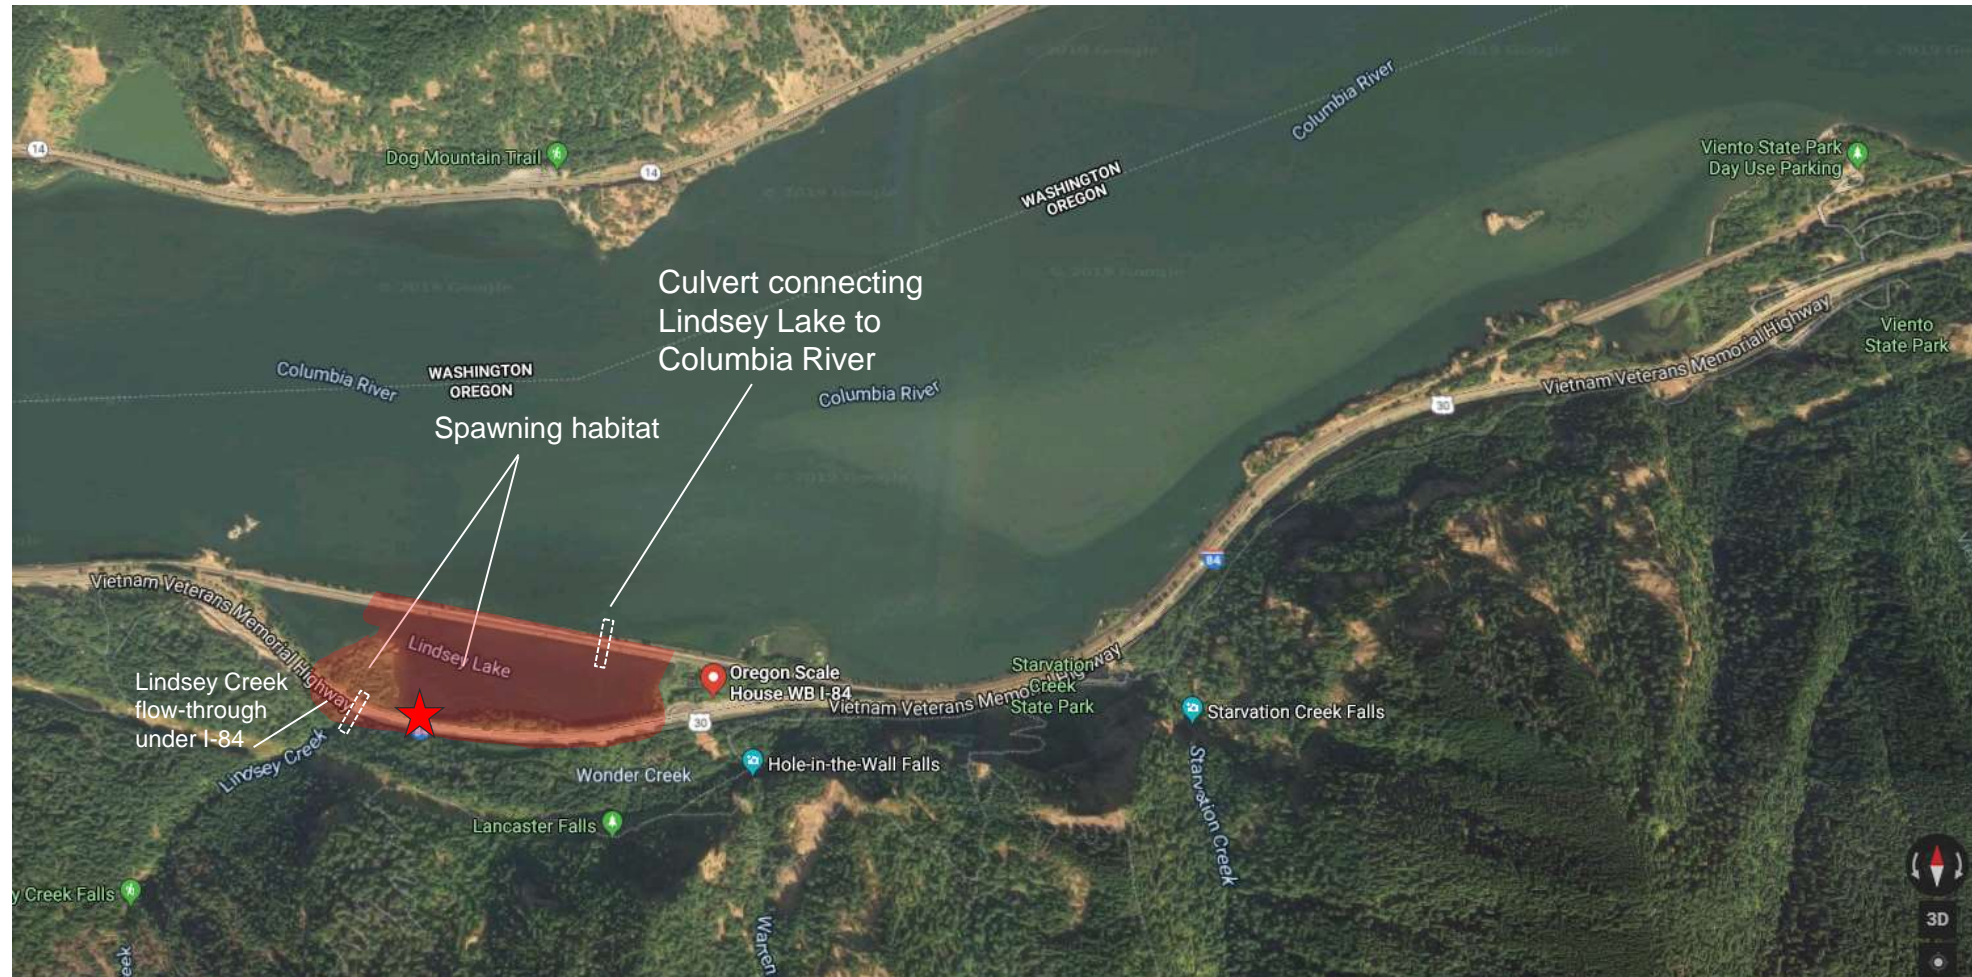 © 2019 Google
Columbia River
14
Dog Mountain Trail
14
Viento State Park
Day Use Parking
WASHINGTON
OREGON
Culvert connecting
Lindsey Lake to
Columbia River
Viento
State Park
Vietnam Veterans Memorial Highway
Columbia River
WASHINGTON
OREGON
Columbia River
30
Spawning habitat
84
Vietnam Veterans Memorial Highway
Lindsey Lake
Oregon Scale
House WB I-84
Starvation
Creek
State Park
Vietnam Veterans Memorial Highway
Lindsey Creek
flow-through
under I-84
30
Starvation Creek Falls
Lindsey Creek
Wonder Creek
Hole-in-the-Wall Falls
Starvation Creek
Lancaster Falls
y Creek Falls
Warren
eek
3D